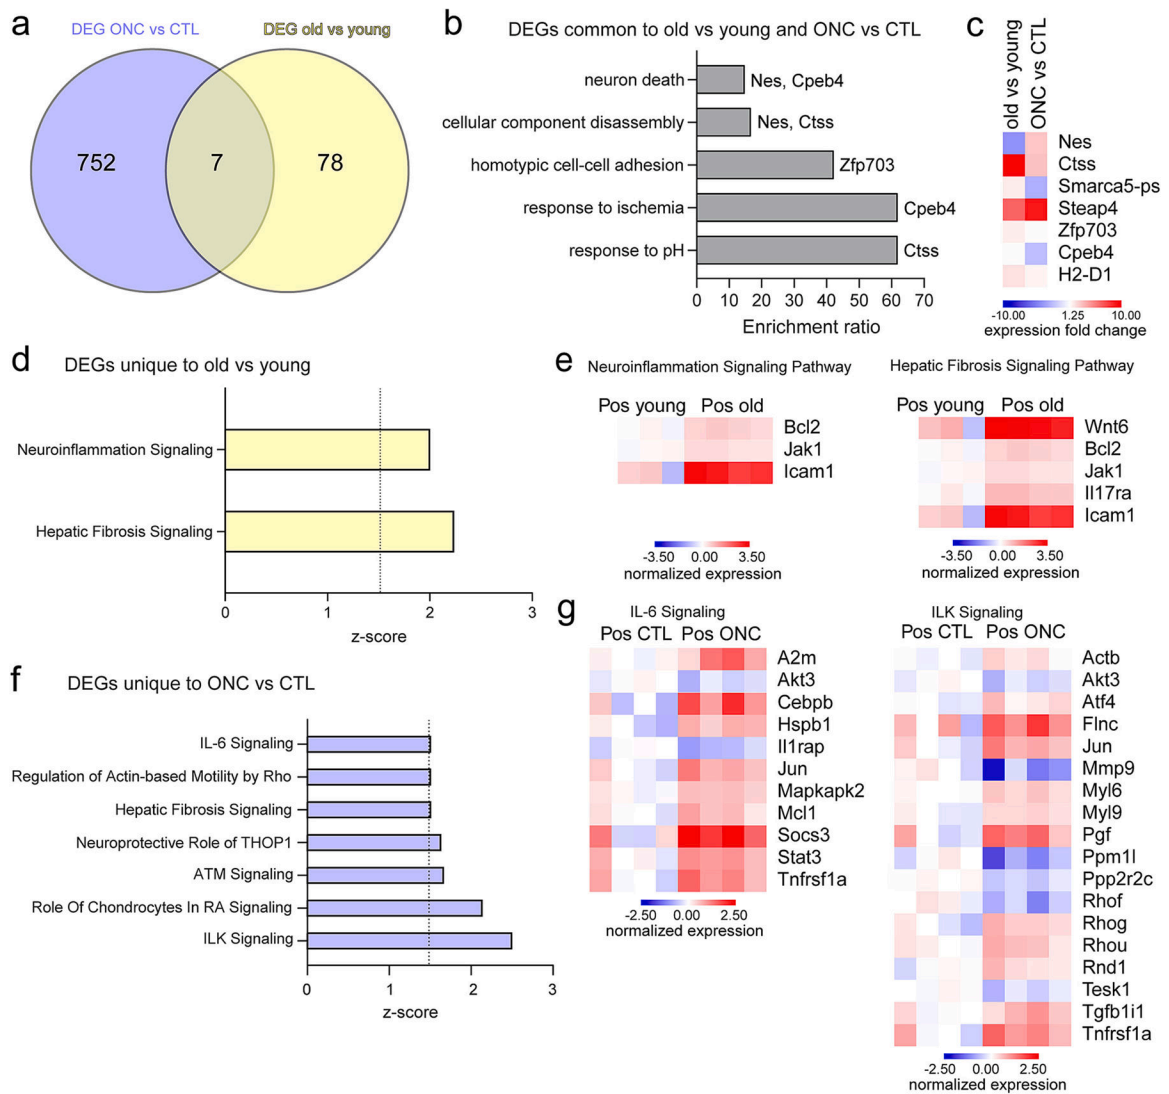 a
DEG ONC vs CTL
DEG old vs young
752
7
78
b
DEGs common to old vs young and ONC vs CTL
neuron death
Nes, Cpeb4
cellular component disassembly
Nes, Ctss
homotypic cell-cell adhesion
Zfp703
response to ischemia
Cpeb4
response to pH
Ctss
0 10 20 30 40 50 60 70
Enrichment ratio
c
old vs young
ONC vs CTL
Nes
Ctss
Smarca5-ps
Steap4
Zfp703
Cpeb4
H2-D1
-10.00 1.25 10.00
expression fold change
d
DEGs unique to old vs young
Neuroinflammation Signaling
Hepatic Fibrosis Signaling
0 1 2 3
z-score
e
Neuroinflammation Signaling Pathway
Pos young Pos old
Bcl2
Jak1
Icam1
-3.50 0.00 3.50
normalized expression
Hepatic Fibrosis Signaling Pathway
Pos young Pos old
Wnt6
Bcl2
Jak1
Il17ra
Icam1
-3.50 0.00 3.50
normalized expression
f
DEGs unique to ONC vs CTL
IL-6 Signaling
Regulation of Actin-based Motility by Rho
Hepatic Fibrosis Signaling
Neuroprotective Role of THOP1
ATM Signaling
Role Of Chondrocytes In RA Signaling
ILK Signaling
0 1 2 3
z-score
g
IL-6 Signaling
Pos CTL Pos ONC
A2m
Akt3
Cebpb
Hspb1
Il1rap
Jun
Mapkapk2
Mcl1
Socs3
Stat3
Tnfrsf1a
-2.50 0.00 2.50
normalized expression
ILK Signaling
Pos CTL Pos ONC
Actb
Akt3
Atf4
Flnc
Jun
Mmp9
Myl6
Myl9
Pgf
Ppm1l
Ppp2r2c
Rhof
Rhog
Rhou
Rnd1
Tesk1
Tgfb1i1
Tnfrsf1a
-2.50 0.00 2.50
normalized expression